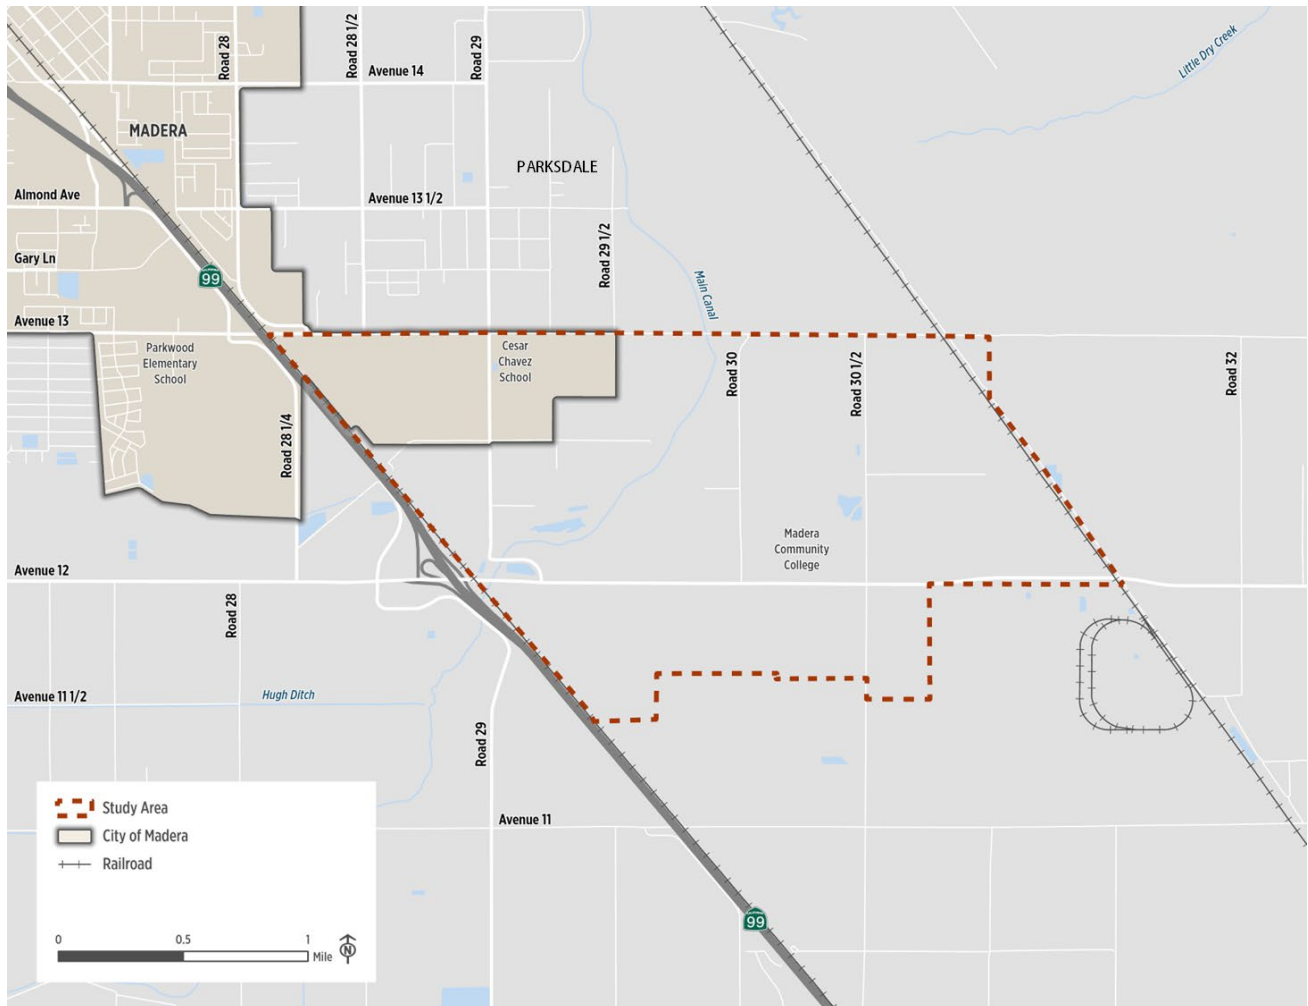 Road 28
Road 28 1/2
Road 29
Avenue 14
Little Dry Creek
MADERA
PARKSDALE
Almond Ave
Avenue 13 1/2
Road 29 1/2
Gary Ln
99
Main Canal
Avenue 13
Parkwood
Elementary
School
Cesar
Chavez
School
Road 30
Road 30 1/2
Road 32
Road 28 1/4
Madera
Community
College
Avenue 12
Road 28
Avenue 11 1/2
Hugh Ditch
Road 29
Avenue 11
Study Area
City of Madera
Railroad
99
0 0.5 1
Mile
N